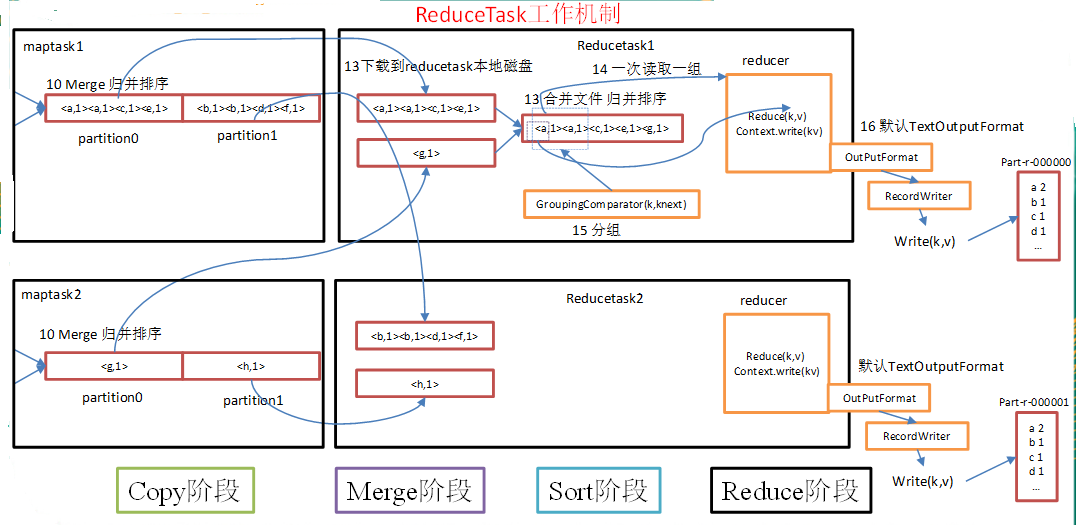 ReduceTask工作机制
maptask1
10 Merge 归并排序
<a,1><a,1><c,1><e,1>
<b,1><b,1><d,1><f,1>
partition0
partition1
Reducetask1
13下载到reducetask本地磁盘
<a,1><a,1><c,1><e,1>
<g,1>
13 合并文件 归并排序
<a,1><a,1><c,1><e,1><g,1>
14 一次读取一组
GroupingComparator(k,knext)
15 分组
reducer
Reduce(k,v)
Context.write(kv)
16 默认TextOutputFormat
OutPutFormat
RecordWriter
Write(k,v)
Part-r-000000
a 2
b 1
c 1
d 1
...
maptask2
10 Merge 归并排序
<g,1>
<h,1>
partition0
partition1
Reducetask2
<b,1><b,1><d,1><f,1>
<h,1>
reducer
Reduce(k,v)
Context.write(kv)
默认TextOutputFormat
OutPutFormat
RecordWriter
Write(k,v)
Part-r-000001
a 2
b 1
c 1
d 1
...
Copy阶段
Merge阶段
Sort阶段
Reduce阶段